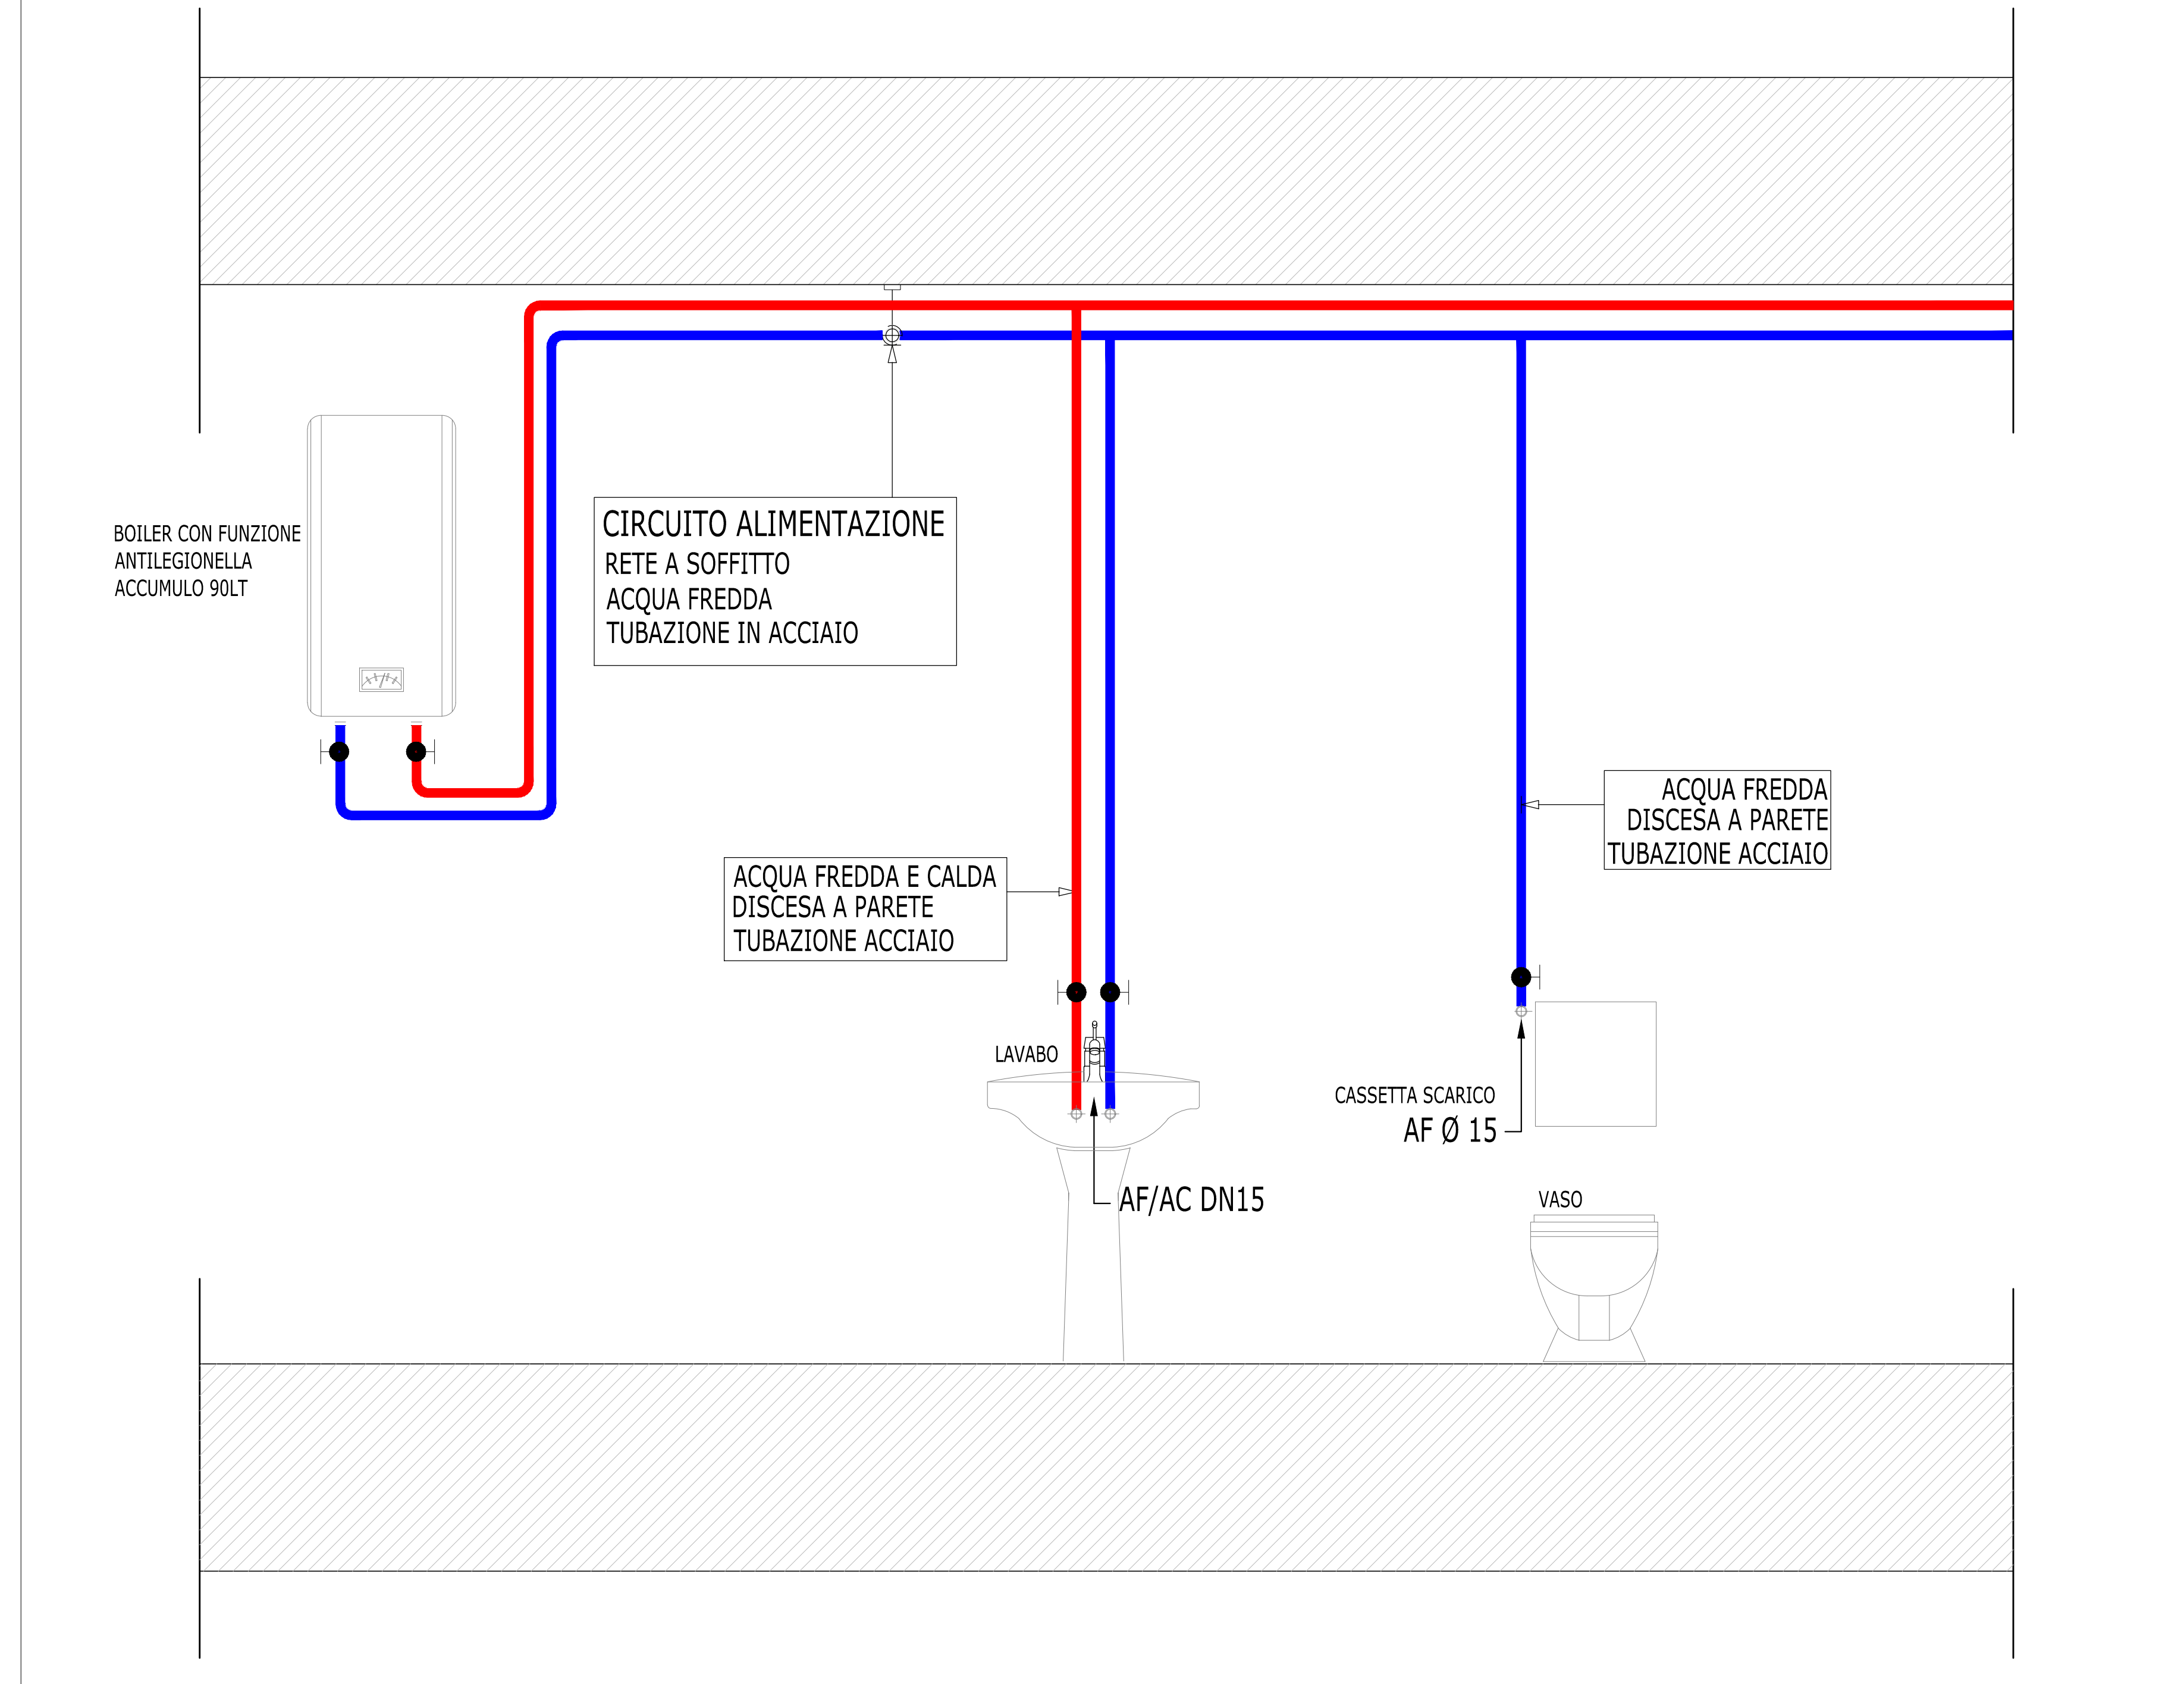 CIRCUITO ALIMENTAZIONE
RETE A SOFFITTO
ACQUA FREDDA
TUBAZIONE IN ACCIAIO
BOILER CON FUNZIONE
ANTILEGIONELLA
ACCUMULO 90LT
ACQUA FREDDA
DISCESA A PARETE
TUBAZIONE ACCIAIO
ACQUA FREDDA E CALDA
DISCESA A PARETE
TUBAZIONE ACCIAIO
LAVABO
CASSETTA SCARICO
AF Ø 15
AF/AC DN15
VASO